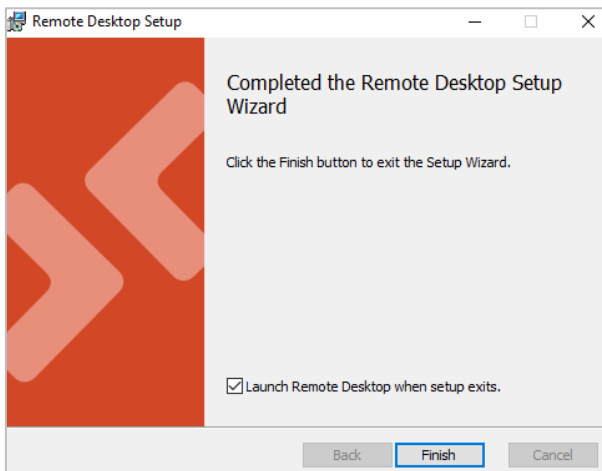 Remote Desktop Setup
Completed the Remote Desktop Setup
Wizard
Click the Finish button to exit the Setup Wizard.
Launch Remote Desktop when setup exits.
Back Finish Cancel